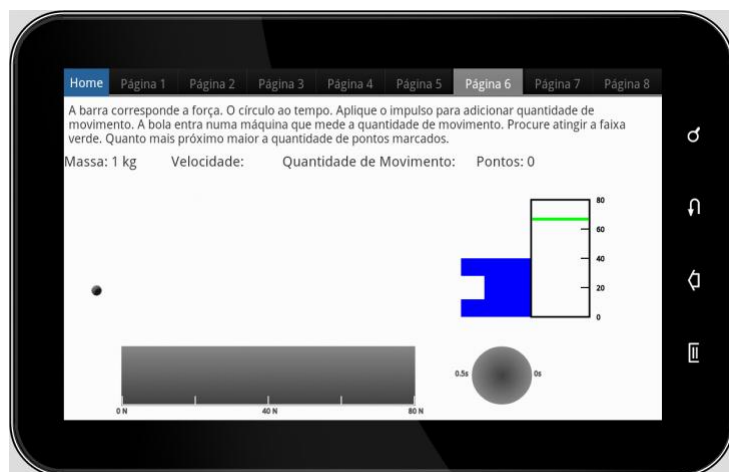 Home Página 1 Página 2 Página 3 Página 4 Página 5 Página 6 Página 7 Página 8
A barra corresponde a força. O círculo ao tempo. Aplique o impulso para adicionar quantidade de
movimento. A bola entra numa máquina que mede a quantidade de movimento. Procure atingir a faixa
verde. Quanto mais próximo maior a quantidade de pontos marcados.
Massa: 1 kg Velocidade: Quantidade de Movimento: Pontos: 0
80
60
40
20
0
0.5s 0s
0 N 40 N 80 N